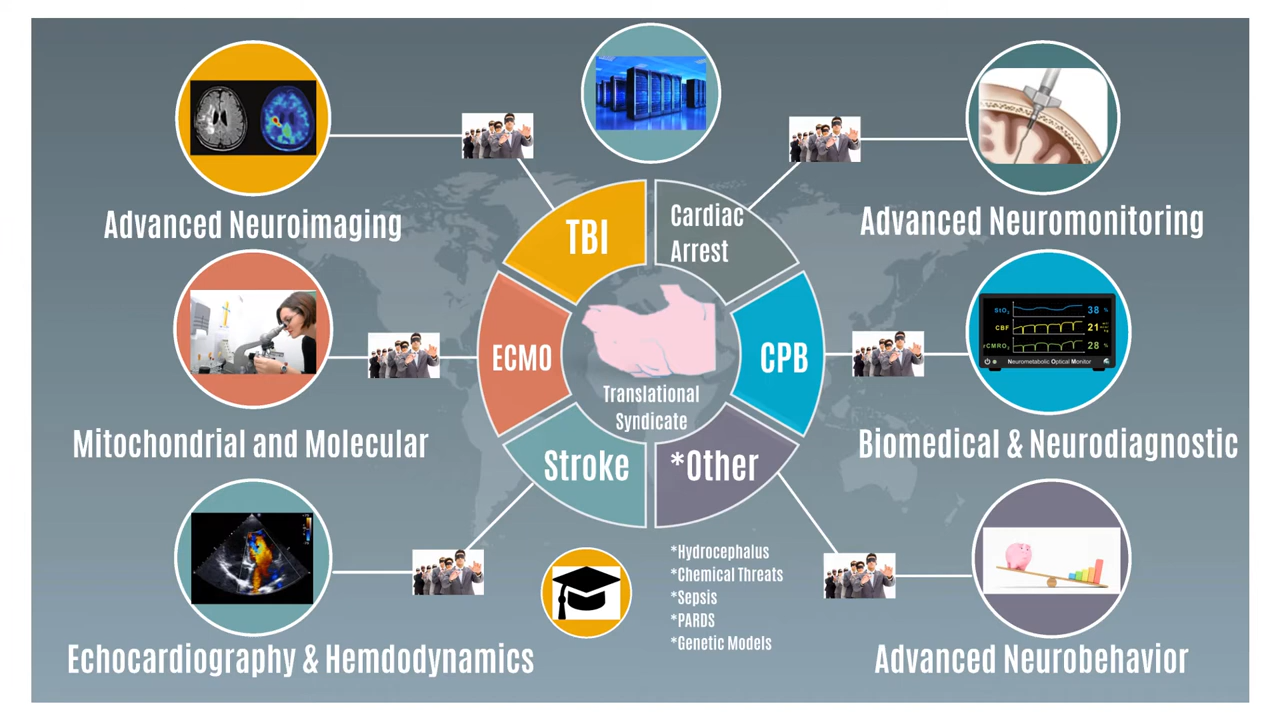 Advanced Neuroimaging
Advanced Neuromonitoring
TBI
Cardiac
Arrest
ECMO
CPB
Translational
Syndicate
Stroke
*Other
StO₂ 38 %
CBF 21
rCMRO₂ 28 %
Neurometabolic Optical Monitor
Mitochondrial and Molecular
Biomedical & Neurodiagnostic
*Hydrocephalus
*Chemical Threats
*Sepsis
*PARDS
*Genetic Models
Echocardiography & Hemdodynamics
Advanced Neurobehavior